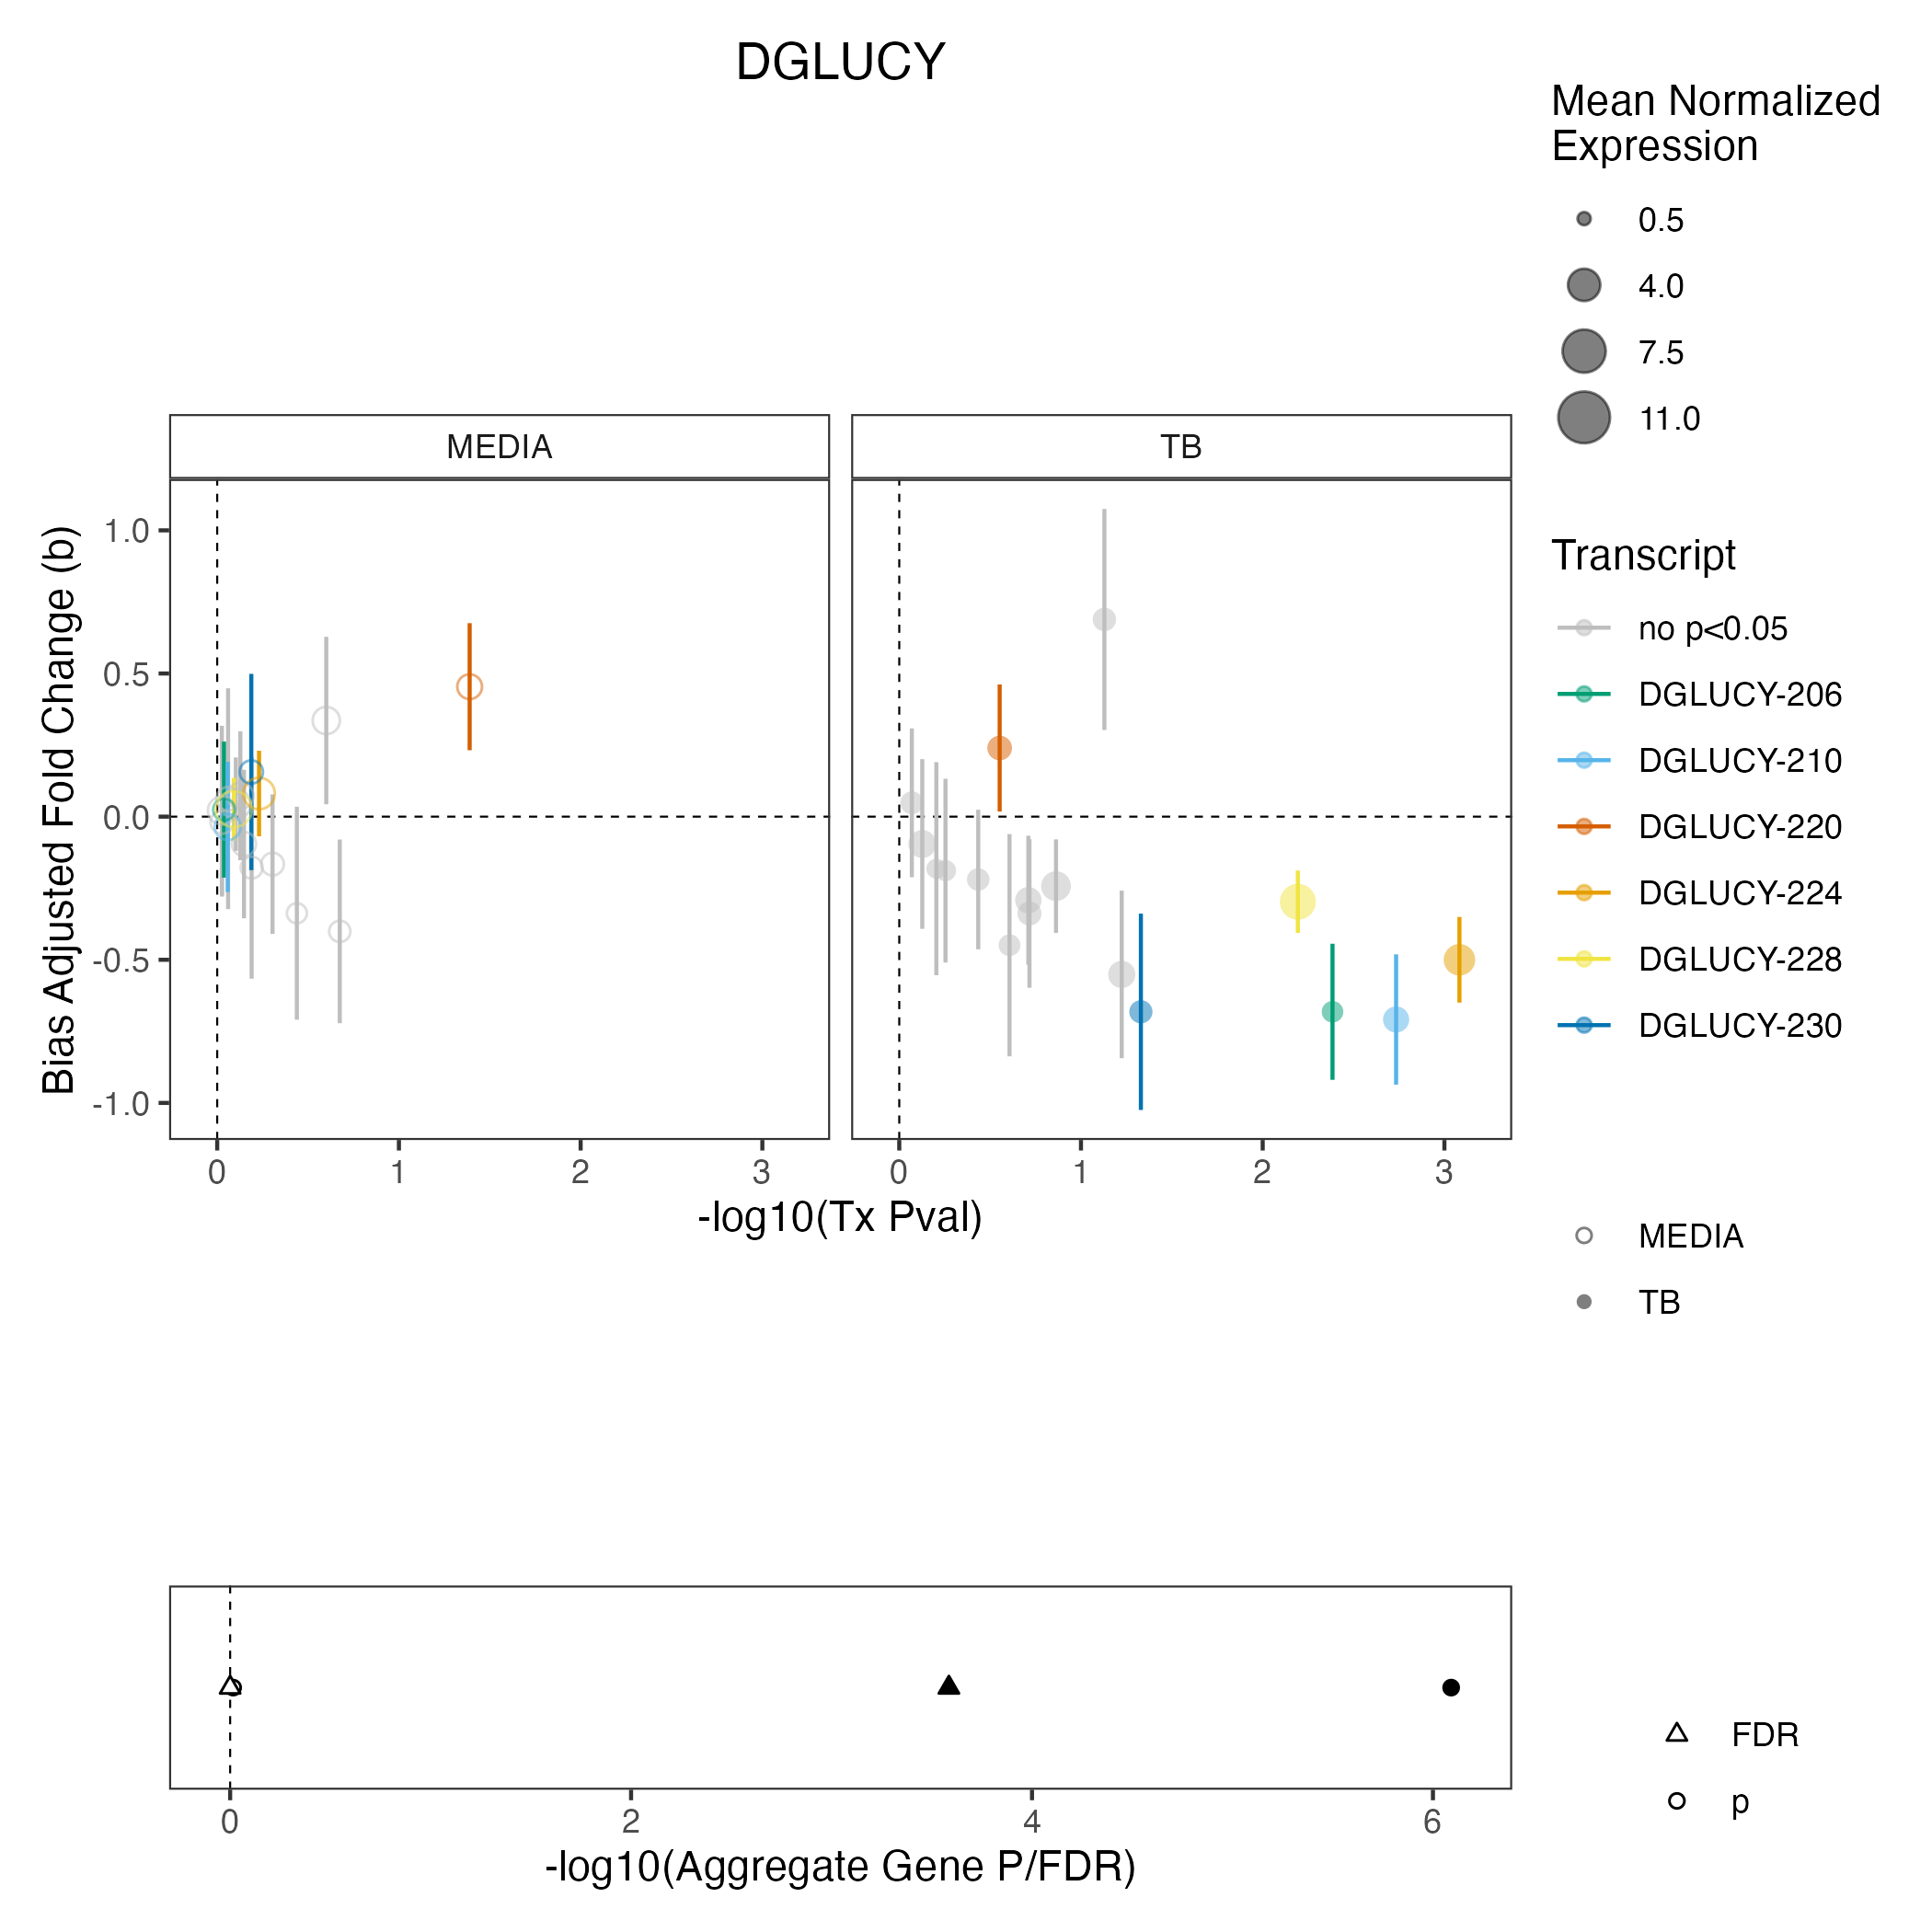 DGLUCY
MEDIA
TB
1.0
0.5
0.0
-0.5
-1.0
Bias Adjusted Fold Change (b)
0
1
2
3
0
1
2
3
-log10(Tx Pval)
Mean Normalized
Expression
0.5
4.0
7.5
11.0
Transcript
no p<0.05
DGLUCY-206
DGLUCY-210
DGLUCY-220
DGLUCY-224
DGLUCY-228
DGLUCY-230
MEDIA
TB
0
2
4
6
-log10(Aggregate Gene P/FDR)
FDR
p